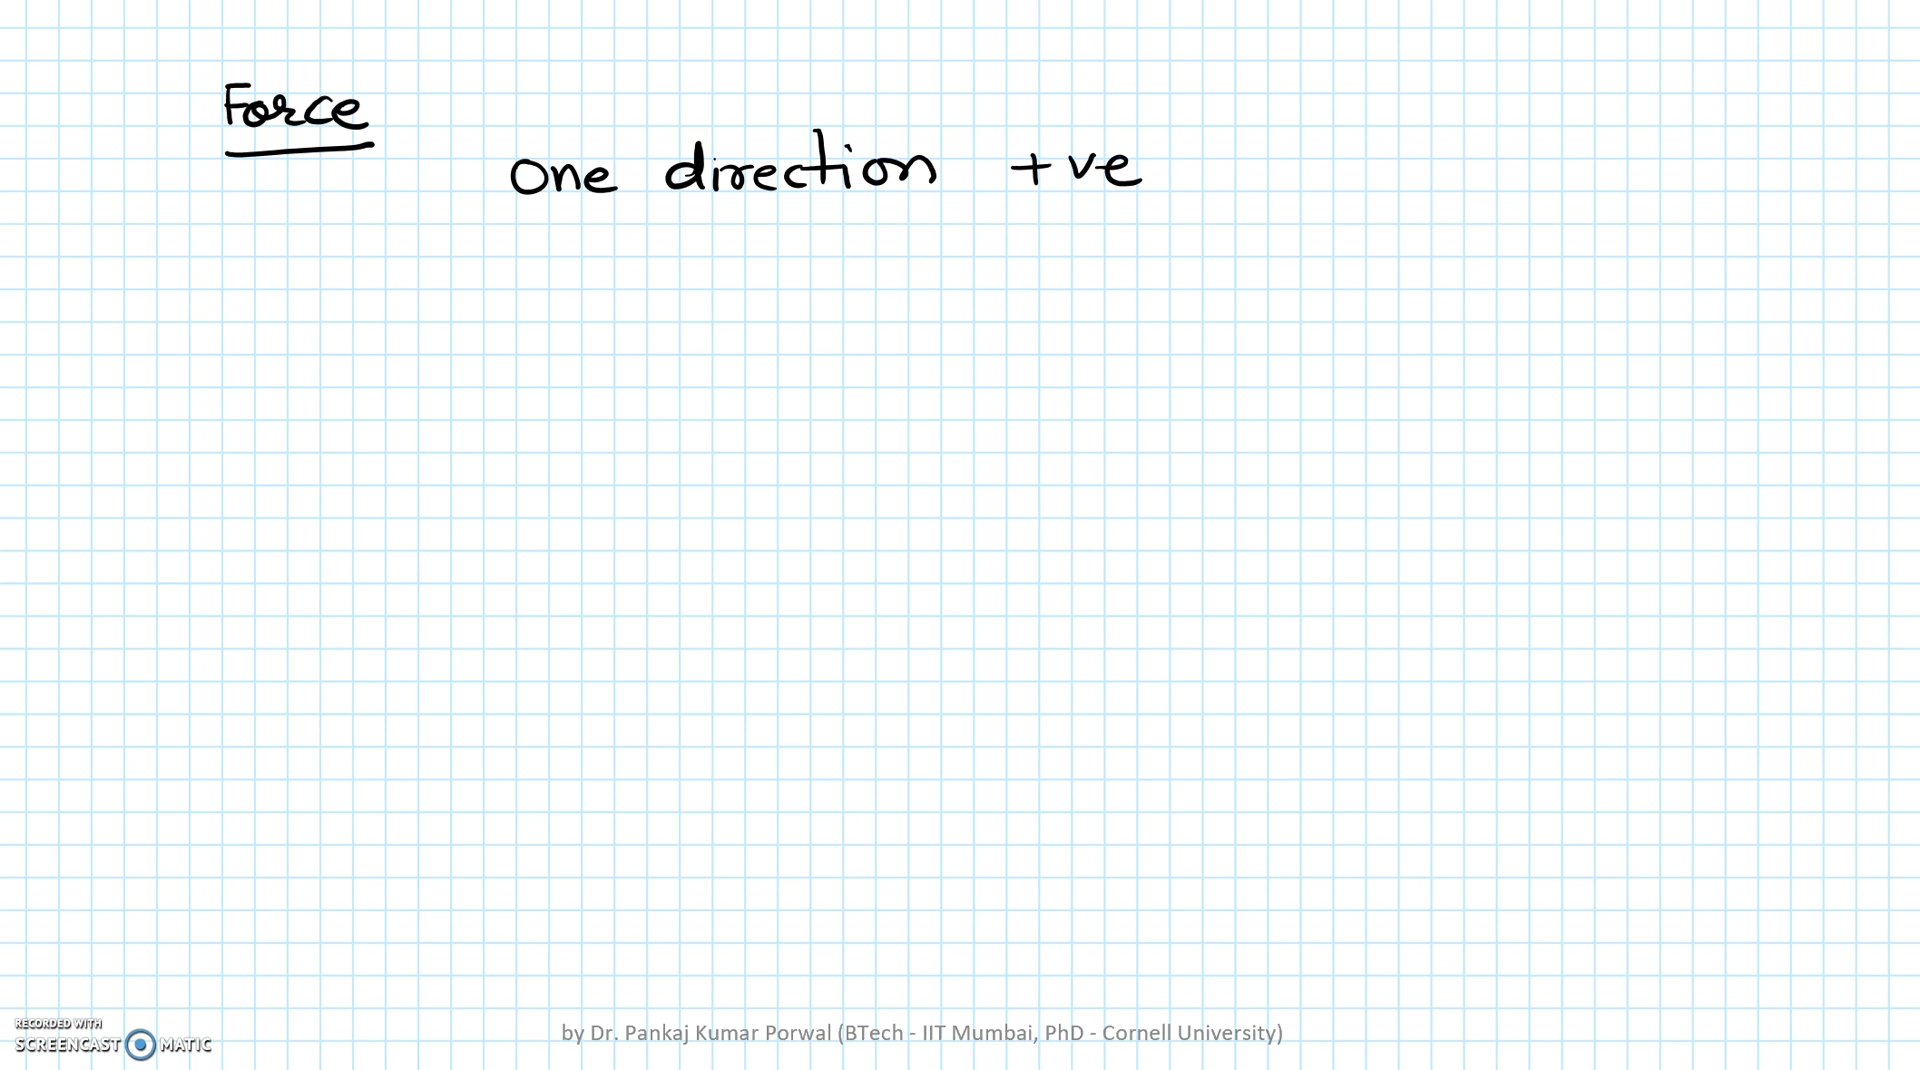 Force
One direction +ve
RECORDED WITH
SCREENCAST MATIC
by Dr. Pankaj Kumar Porwal (BTech - IIT Mumbai, PhD - Cornell University)